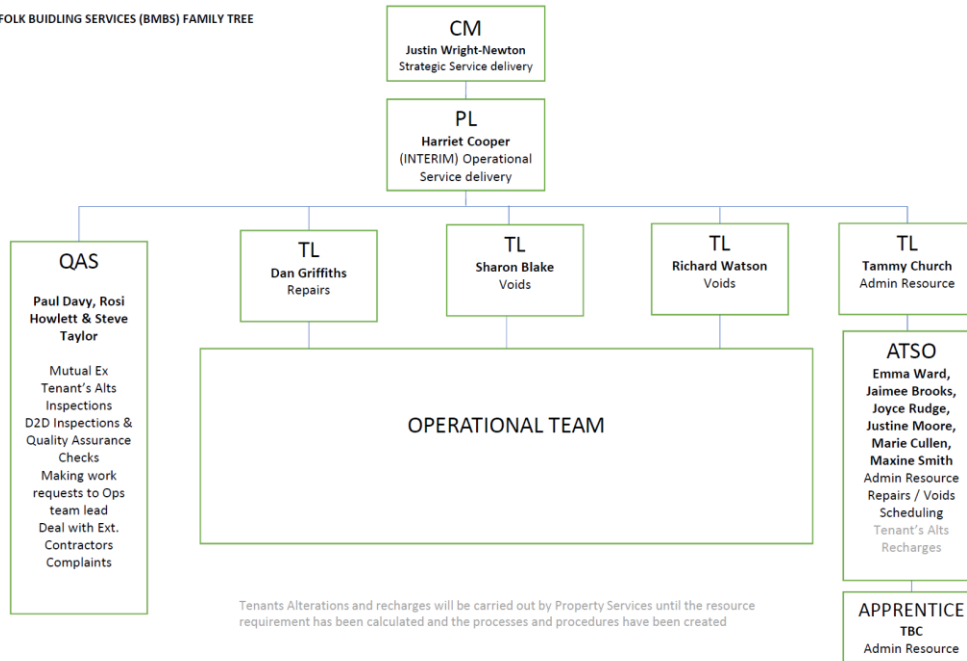 FOLK BUIDLING SERVICES (BMBS) FAMILY TREE
CM
Justin Wright-Newton
Strategic Service delivery
PL
Harriet Cooper
(INTERIM) Operational
Service delivery
QAS
Paul Davy, Rosi
Howlett & Steve
Taylor
Mutual Ex
Tenant's Alts
Inspections
D2D Inspections &
Quality Assurance
Checks
Making work
requests to Ops
team lead
Deal with Ext.
Contractors
Complaints
TL
Dan Griffiths
Repairs
TL
Sharon Blake
Voids
TL
Richard Watson
Voids
TL
Tammy Church
Admin Resource
OPERATIONAL TEAM
ATSO
Emma Ward,
Jaimee Brooks,
Joyce Rudge,
Justine Moore,
Marie Cullen,
Maxine Smith
Admin Resource
Repairs / Voids
Scheduling
Tenant's Alts
Recharges
APPRENTICE
TBC
Admin Resource
Tenants Alterations and recharges will be carried out by Property Services until the resource
requirement has been calculated and the processes and procedures have been created